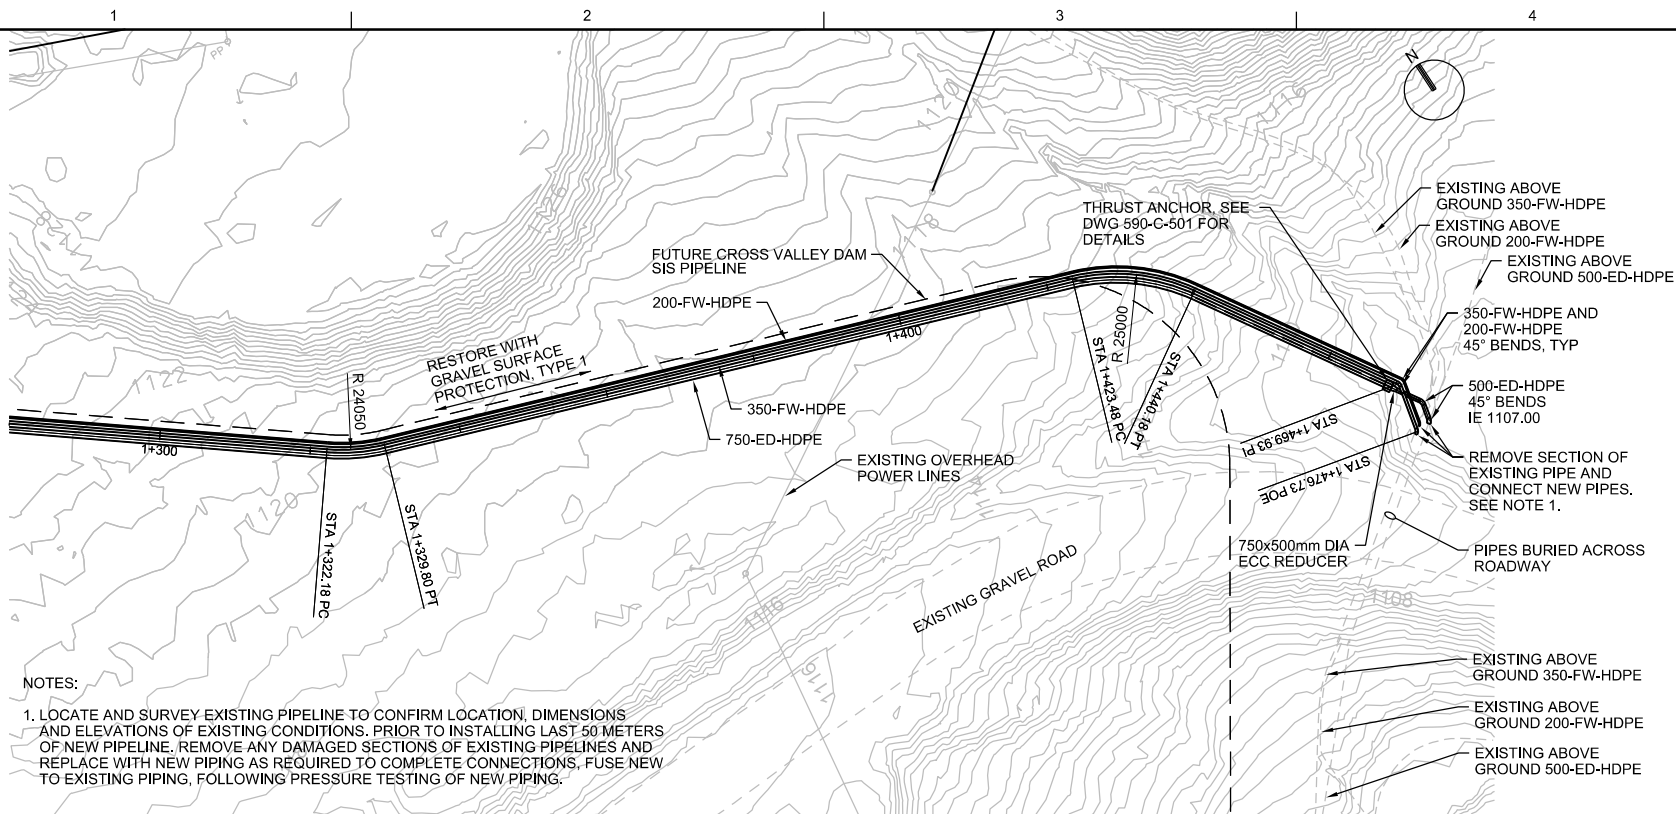 1
2
3
4
N
PP
1120
1116
1126
1118
THRUST ANCHOR, SEE
DWG 590-C-501 FOR
DETAILS
EXISTING ABOVE
GROUND 350-FW-HDPE
EXISTING ABOVE
GROUND 200-FW-HDPE
EXISTING ABOVE
GROUND 500-ED-HDPE
FUTURE CROSS VALLEY DAM
SIS PIPELINE
200-FW-HDPE
350-FW-HDPE AND
200-FW-HDPE
45° BENDS, TYP
1+400
R 25000
RESTORE WITH
GRAVEL SURFACE
PROTECTION, TYPE 1
1122
R 24050
STA 1+423.48 PC
STA 1+440.18 PT
500-ED-HDPE
45° BENDS
IE 1107.00
350-FW-HDPE
750-ED-HDPE
1+300
STA 1+469.93 PI
STA 1+476.73 POE
EXISTING OVERHEAD
POWER LINES
REMOVE SECTION OF
EXISTING PIPE AND
CONNECT NEW PIPES.
SEE NOTE 1.
1120
STA 1+322.18 PC
STA 1+329.80 PT
750x500mm DIA
ECC REDUCER
PIPES BURIED ACROSS
ROADWAY
EXISTING GRAVEL ROAD
1116
1108
1116
EXISTING ABOVE
GROUND 350-FW-HDPE
EXISTING ABOVE
GROUND 200-FW-HDPE
EXISTING ABOVE
GROUND 500-ED-HDPE
NOTES:
1. LOCATE AND SURVEY EXISTING PIPELINE TO CONFIRM LOCATION, DIMENSIONS
AND ELEVATIONS OF EXISTING CONDITIONS. PRIOR TO INSTALLING LAST 50 METERS
OF NEW PIPELINE. REMOVE ANY DAMAGED SECTIONS OF EXISTING PIPELINES AND
REPLACE WITH NEW PIPING AS REQUIRED TO COMPLETE CONNECTIONS, FUSE NEW
TO EXISTING PIPING, FOLLOWING PRESSURE TESTING OF NEW PIPING.